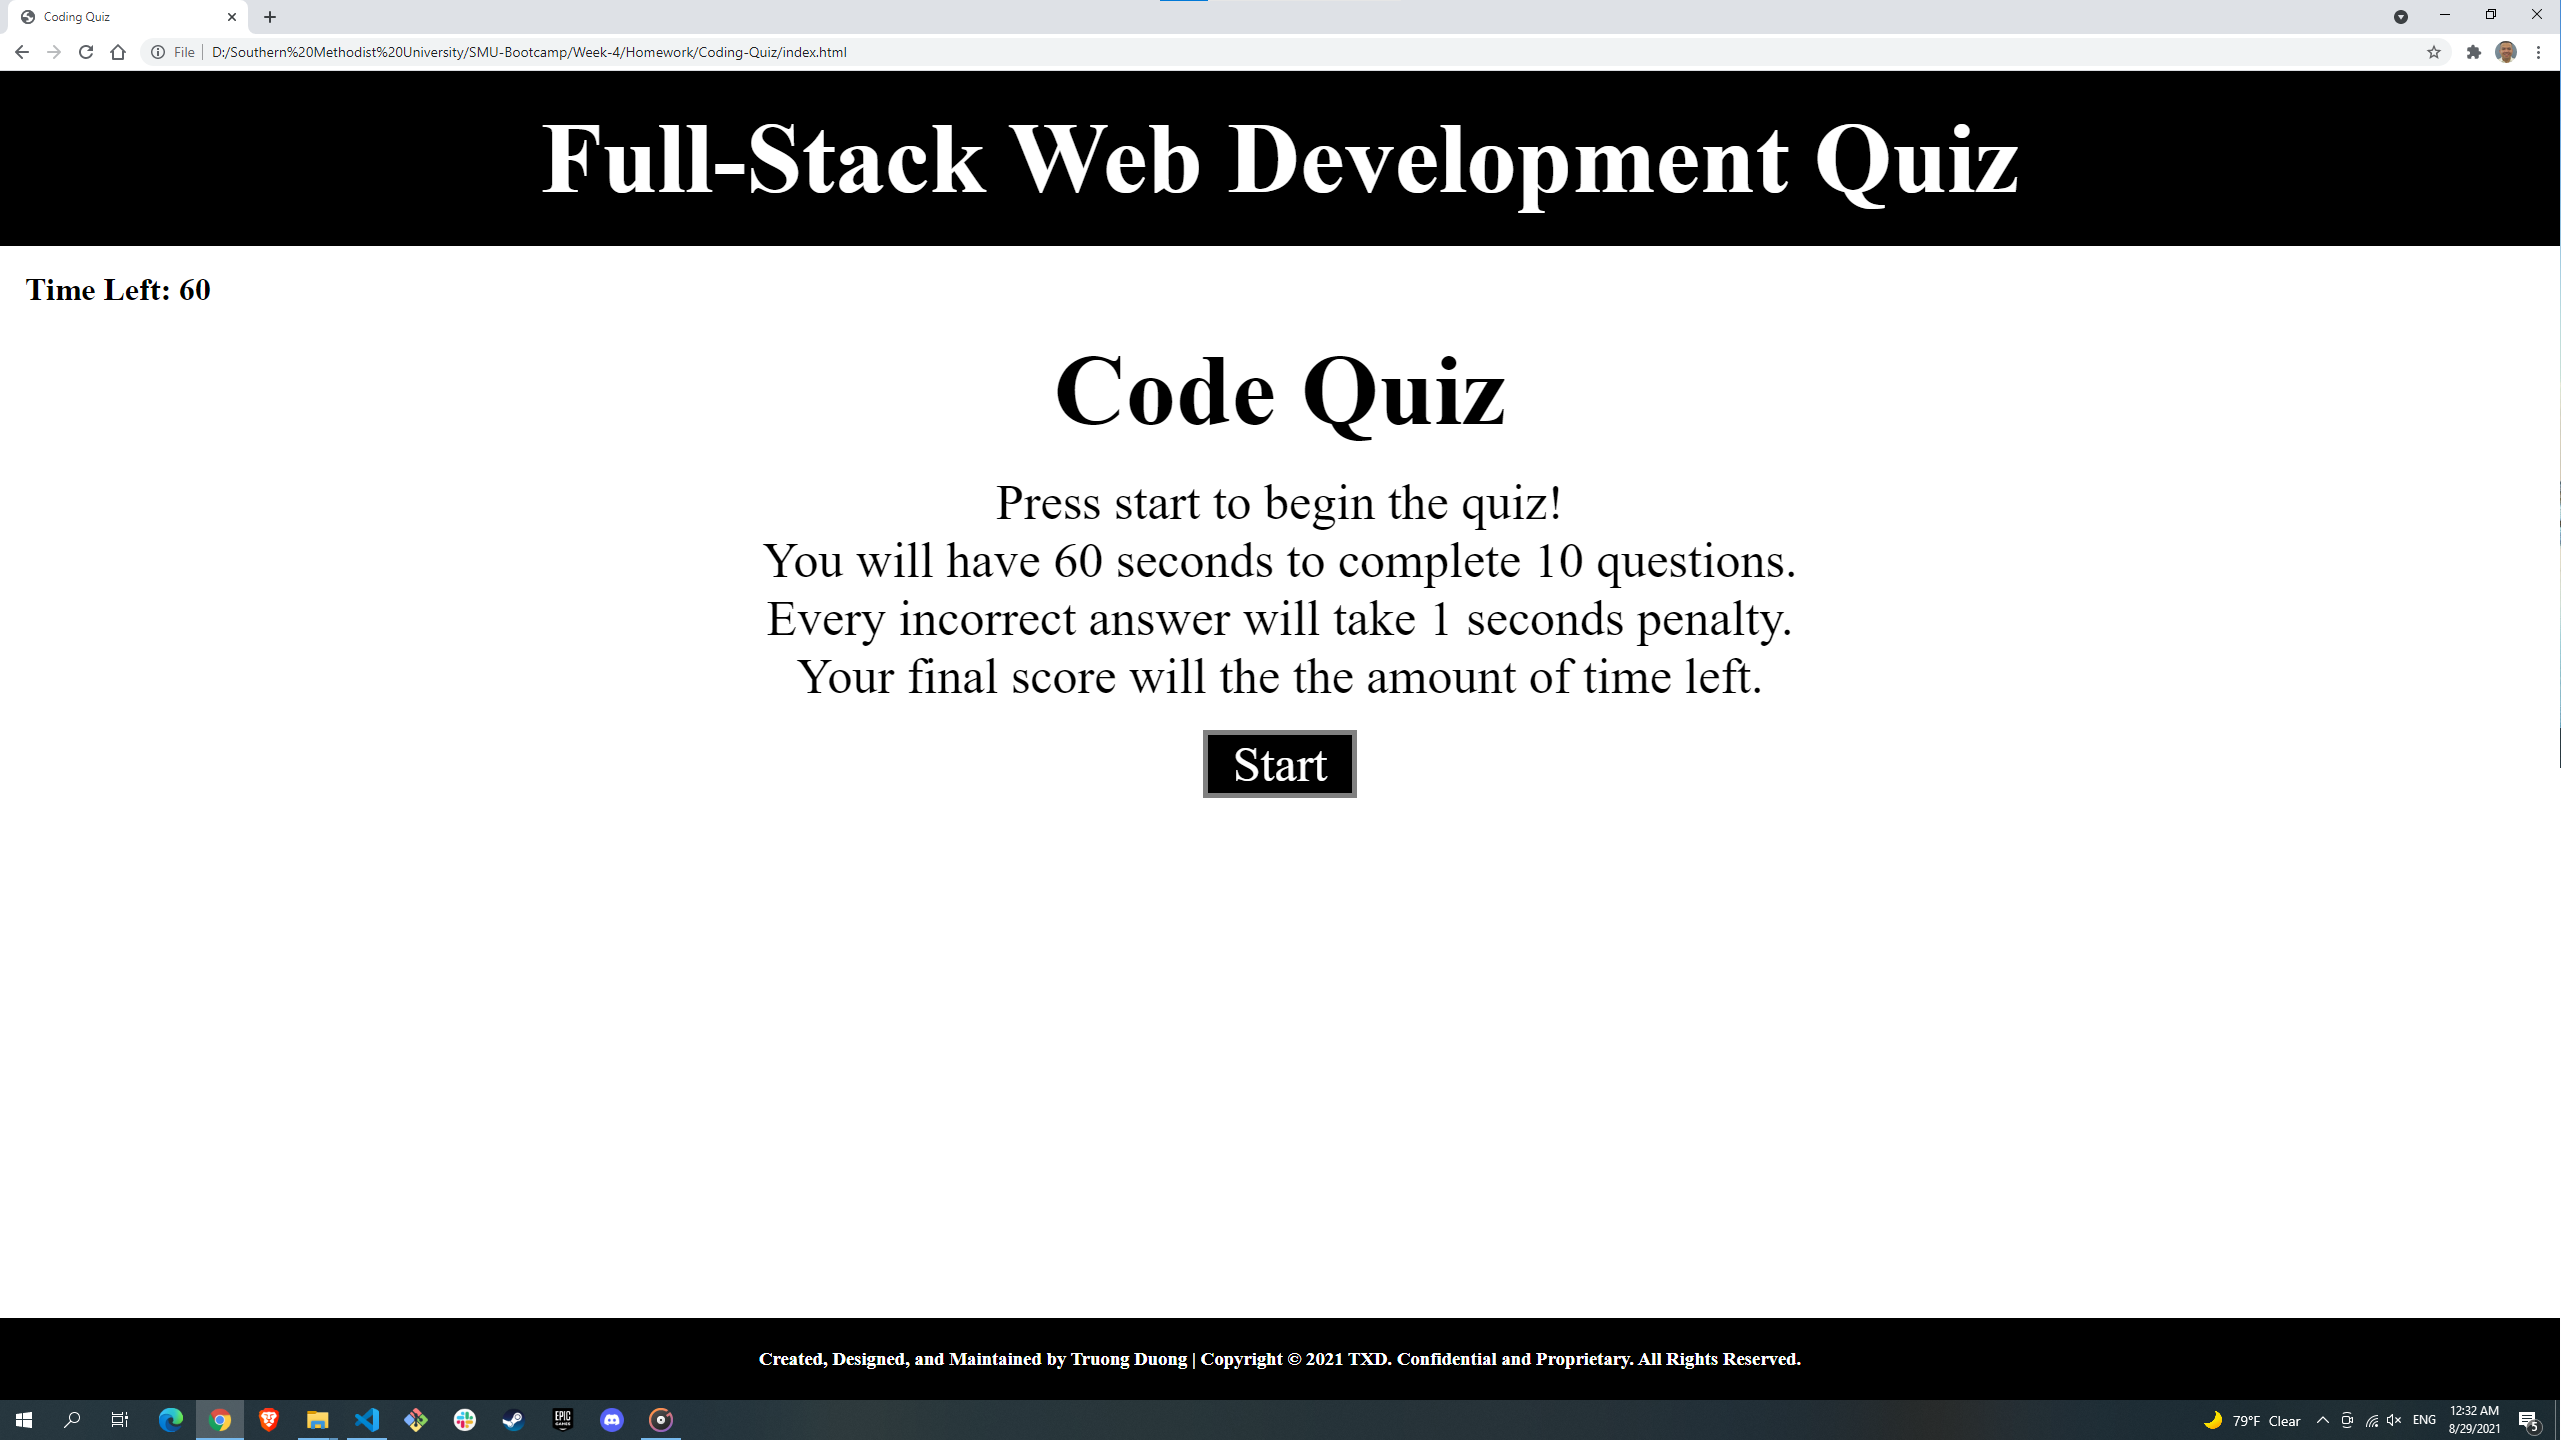 Coding Quiz
File
D:/Southern%20Methodist%20University/SMU-Bootcamp/Week-4/Homework/Coding-Quiz/index.html
Full-Stack Web Development Quiz
Time Left: 60
Code Quiz
Press start to begin the quiz!
You will have 60 seconds to complete 10 questions.
Every incorrect answer will take 1 seconds penalty.
Your final score will the the amount of time left.
Start
Created, Designed, and Maintained by Truong Duong | Copyright © 2021 TXD. Confidential and Proprietary. All Rights Reserved.
EPIC
GAMES
79°F Clear
ENG
12:32 AM
8/29/2021
5